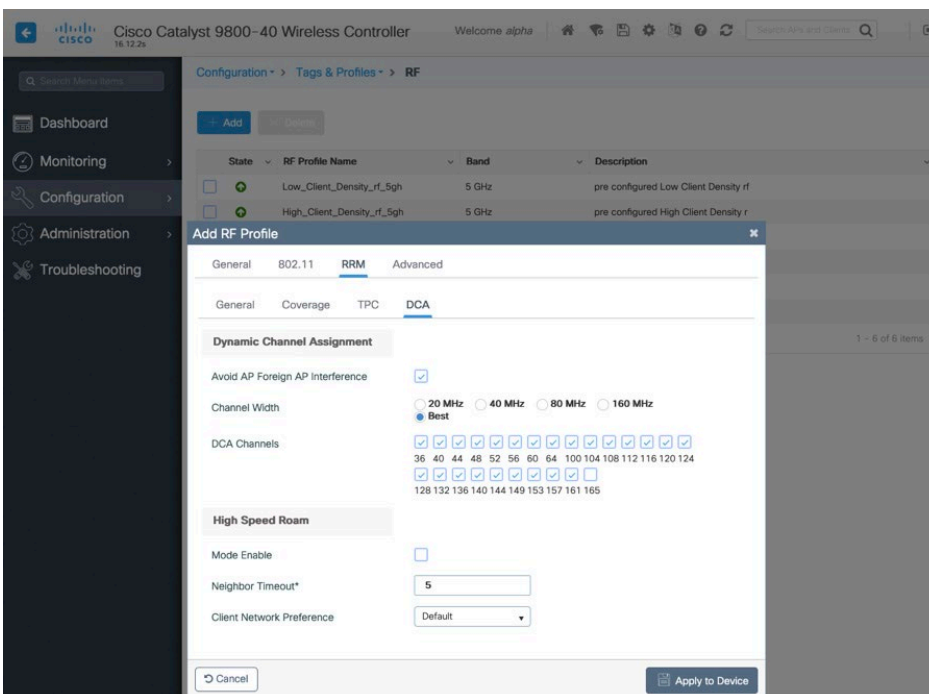 CISCO
Cisco Catalyst 9800-40 Wireless Controller
16.12.2s
Welcome alpha
Search APs and Clients
Search Menu Items
Dashboard
Monitoring
Configuration
Administration
Troubleshooting
Configuration > Tags & Profiles > RF
+ Add
Delete
State
RF Profile Name
Band
Description
Low_Client_Density_rf_5gh
5 GHz
pre configured Low Client Density rf
High_Client_Density_rf_5gh
5 GHz
pre configured High Client Density r
1 - 6 of 6 items
Add RF Profile
General 802.11 RRM Advanced
General Coverage TPC DCA
Dynamic Channel Assignment
Avoid AP Foreign AP Interference
Channel Width
20 MHz 40 MHz 80 MHz 160 MHz
Best
DCA Channels
36 40 44 48 52 56 60 64 100 104 108 112 116 120 124
128 132 136 140 144 149 153 157 161 165
High Speed Roam
Mode Enable
Neighbor Timeout*
5
Client Network Preference
Default
Cancel
Apply to Device